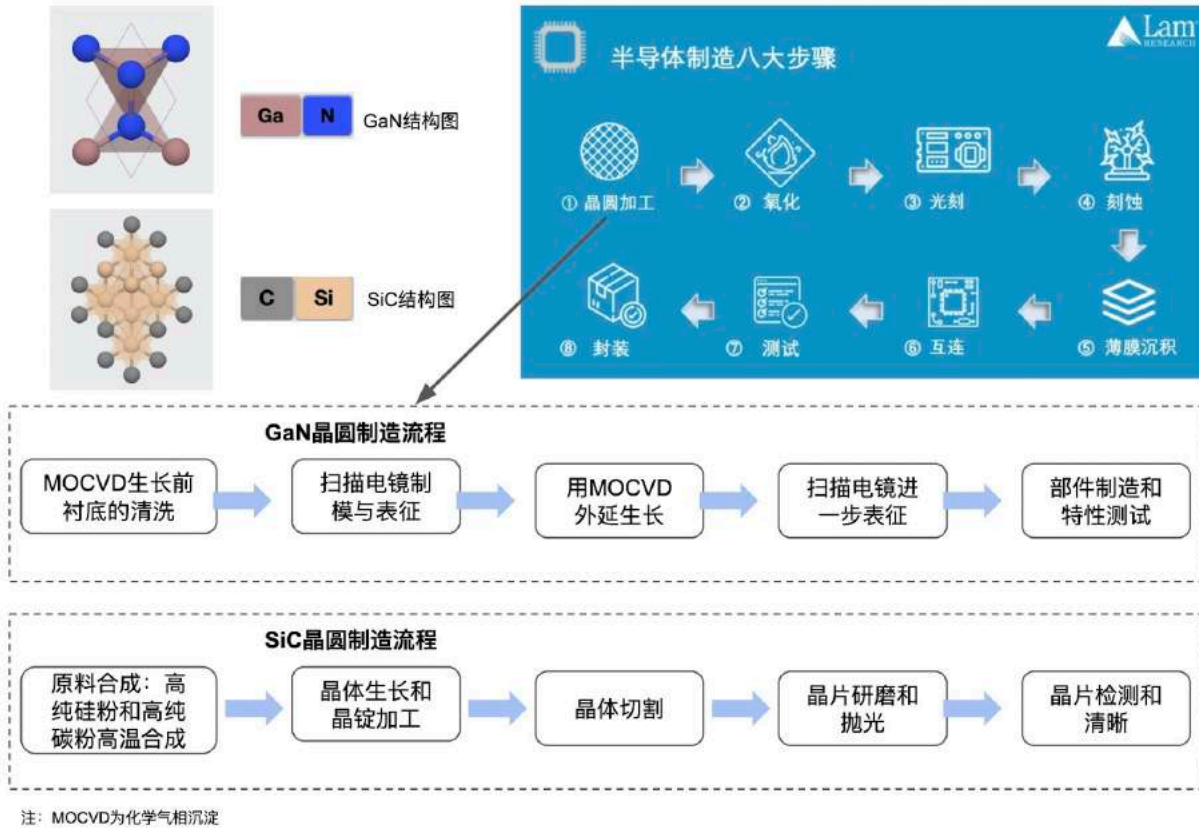 Ga N GaN结构图
C Si SiC结构图
Lam
RESEARCH
半导体制造八大步骤
① 晶圆加工
② 氧化
③ 光刻
④ 刻蚀
⑧ 封装
⑦ 测试
⑥ 互连
⑤ 薄膜沉积
GaN晶圆制造流程
MOCVD生长前
衬底的清洗
扫描电镜制
模与表征
用MOCVD
外延生长
扫描电镜进
一步表征
部件制造和
特性测试
SiC晶圆制造流程
原料合成：高
纯硅粉和高纯
碳粉高温合成
晶体生长和
晶锭加工
晶体切割
晶片研磨和
抛光
晶片检测和
清晰
注：MOCVD为化学气相沉淀